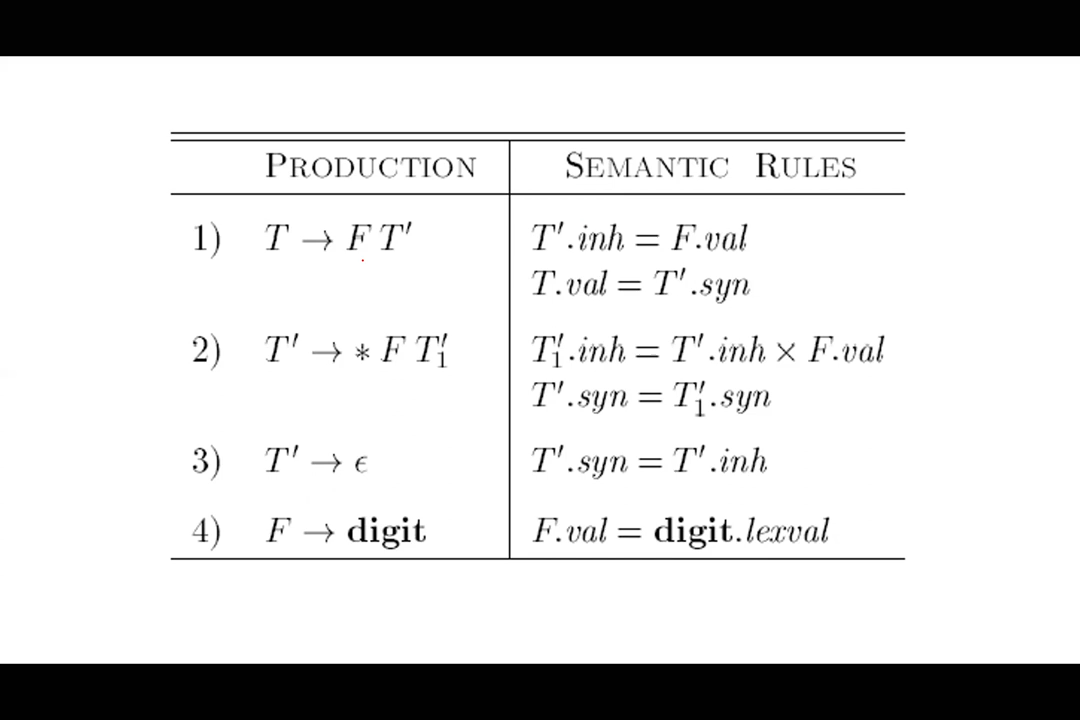 PRODUCTION SEMANTIC RULES
1) T → F T′ T′.inh = F.val
T.val = T′.syn
2) T′ → * F T′₁ T′₁.inh = T′.inh × F.val
T′.syn = T′₁.syn
3) T′ → ϵ T′.syn = T′.inh
4) F → digit F.val = digit.lexval